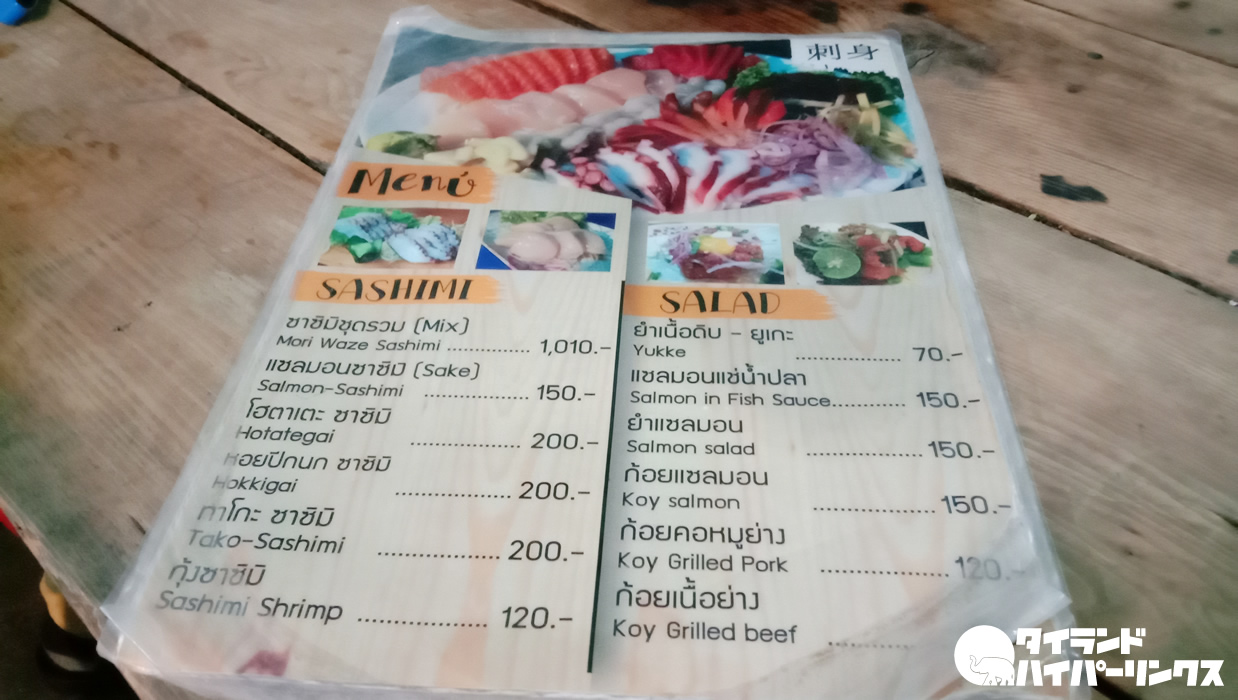 刺身
Menu
SASHIMI
ซาซิมิชุดรวม (Mix)
Mori Waze Sashimi ............... 1,010.-
แซลมอนซาซิมิ (Sake)
Salmon-Sashimi ................... 150.-
โฮตาเตะ ซาซิมิ
Hotategai .................... 200.-
หอยปีกนก ซาซิมิ
Hokkigai ..................... 200.-
ทาโกะ ซาซิมิ
Tako-Sashimi ..................... 200.-
กุ้งซาซิมิ
Sashimi Shrimp ..................... 120.-
SALAD
ยำเนื้อดิบ - ยูเกะ
Yukke ................... 70.-
แซลมอนแช่น้ำปลา
Salmon in Fish Sauce............. 150.-
ยำแซลมอน
Salmon salad .................... 150.-
ก้อยแซลมอน
Koy salmon ..................... 150.-
ก้อยคอหมูย่าง
Koy Grilled Pork ..................... 120.-
ก้อยเนื้อย่าง
Koy Grilled beef ..............
タイランド
ハイパーリンクス